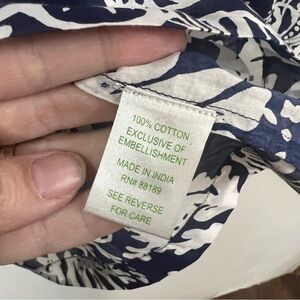 100% COTTON
EXCLUSIVE OF
EMBELLISHMENT
MADE IN INDIA
RN# 88189
SEE REVERSE
FOR CARE